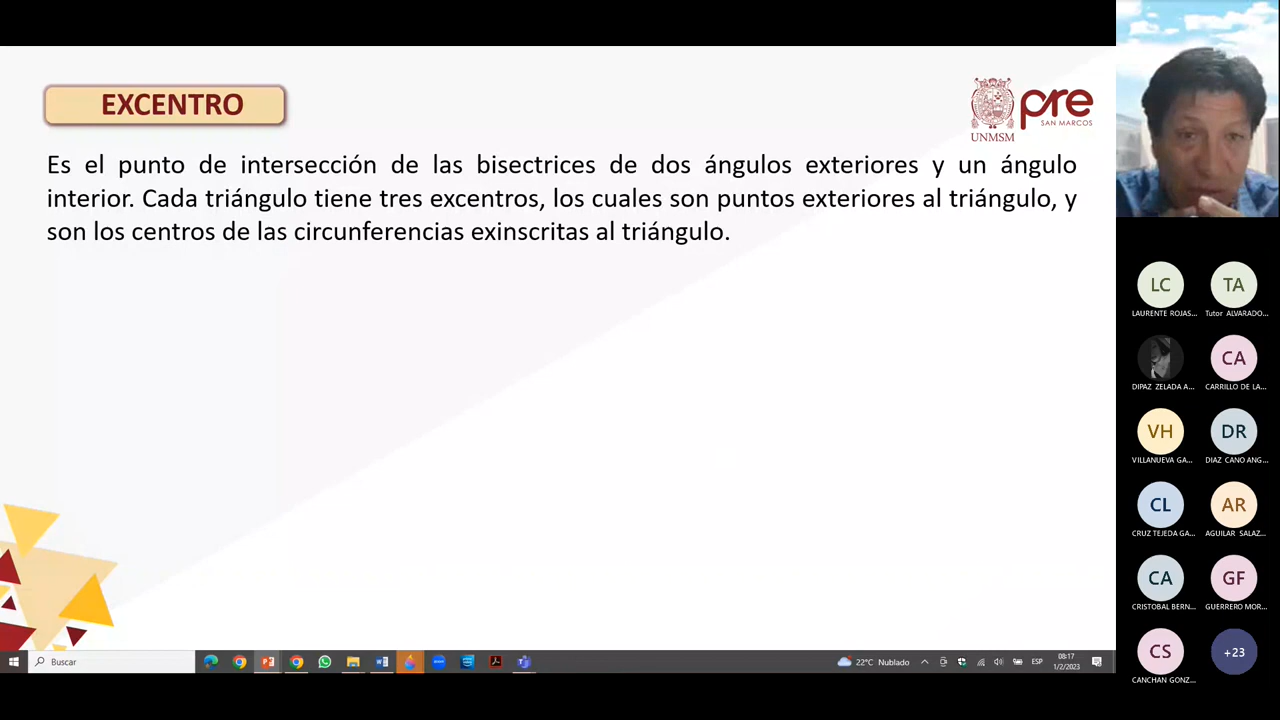 EXCENTRO
UNMSM
pre
SAN MARCOS
Es el punto de intersección de las bisectrices de dos ángulos exteriores y un ángulo
interior. Cada triángulo tiene tres excentros, los cuales son puntos exteriores al triángulo, y
son los centros de las circunferencias exinscritas al triángulo.
LC
TA
LAURENTE ROJAS...
Tutor ALVARADO...
CA
DIPAZ ZELADA A...
CARRILLO DE LA...
VH
DR
VILLANUEVA GA...
DIAZ CANO ANG...
CL
AR
CRUZ TEJEDA GA...
AGUILAR SALAZ...
CA
GF
CRISTOBAL BERN...
GUERRERO MOR...
CS
+23
CANCHAN GONZ...
Buscar
22°C Nublado
ESP
08:17
1/2/2023